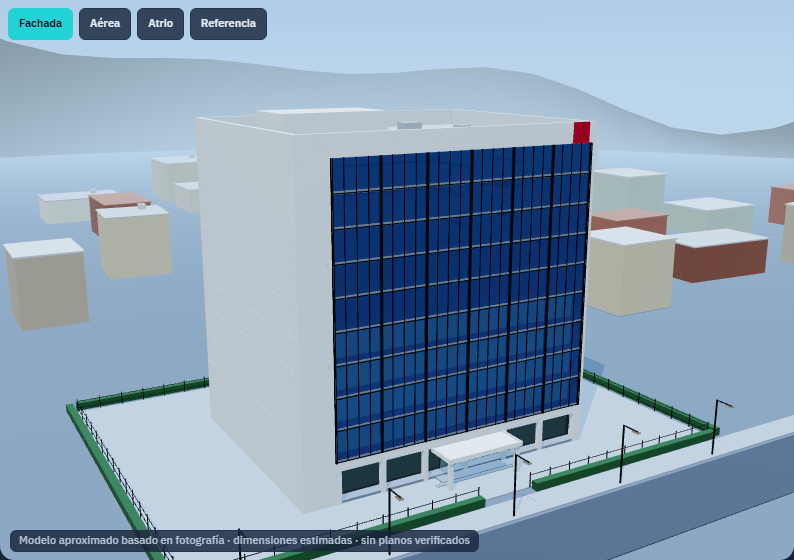 Fachada
Aérea
Atrio
Referencia
Modelo aproximado basado en fotografía · dimensiones estimadas · sin planos verificados